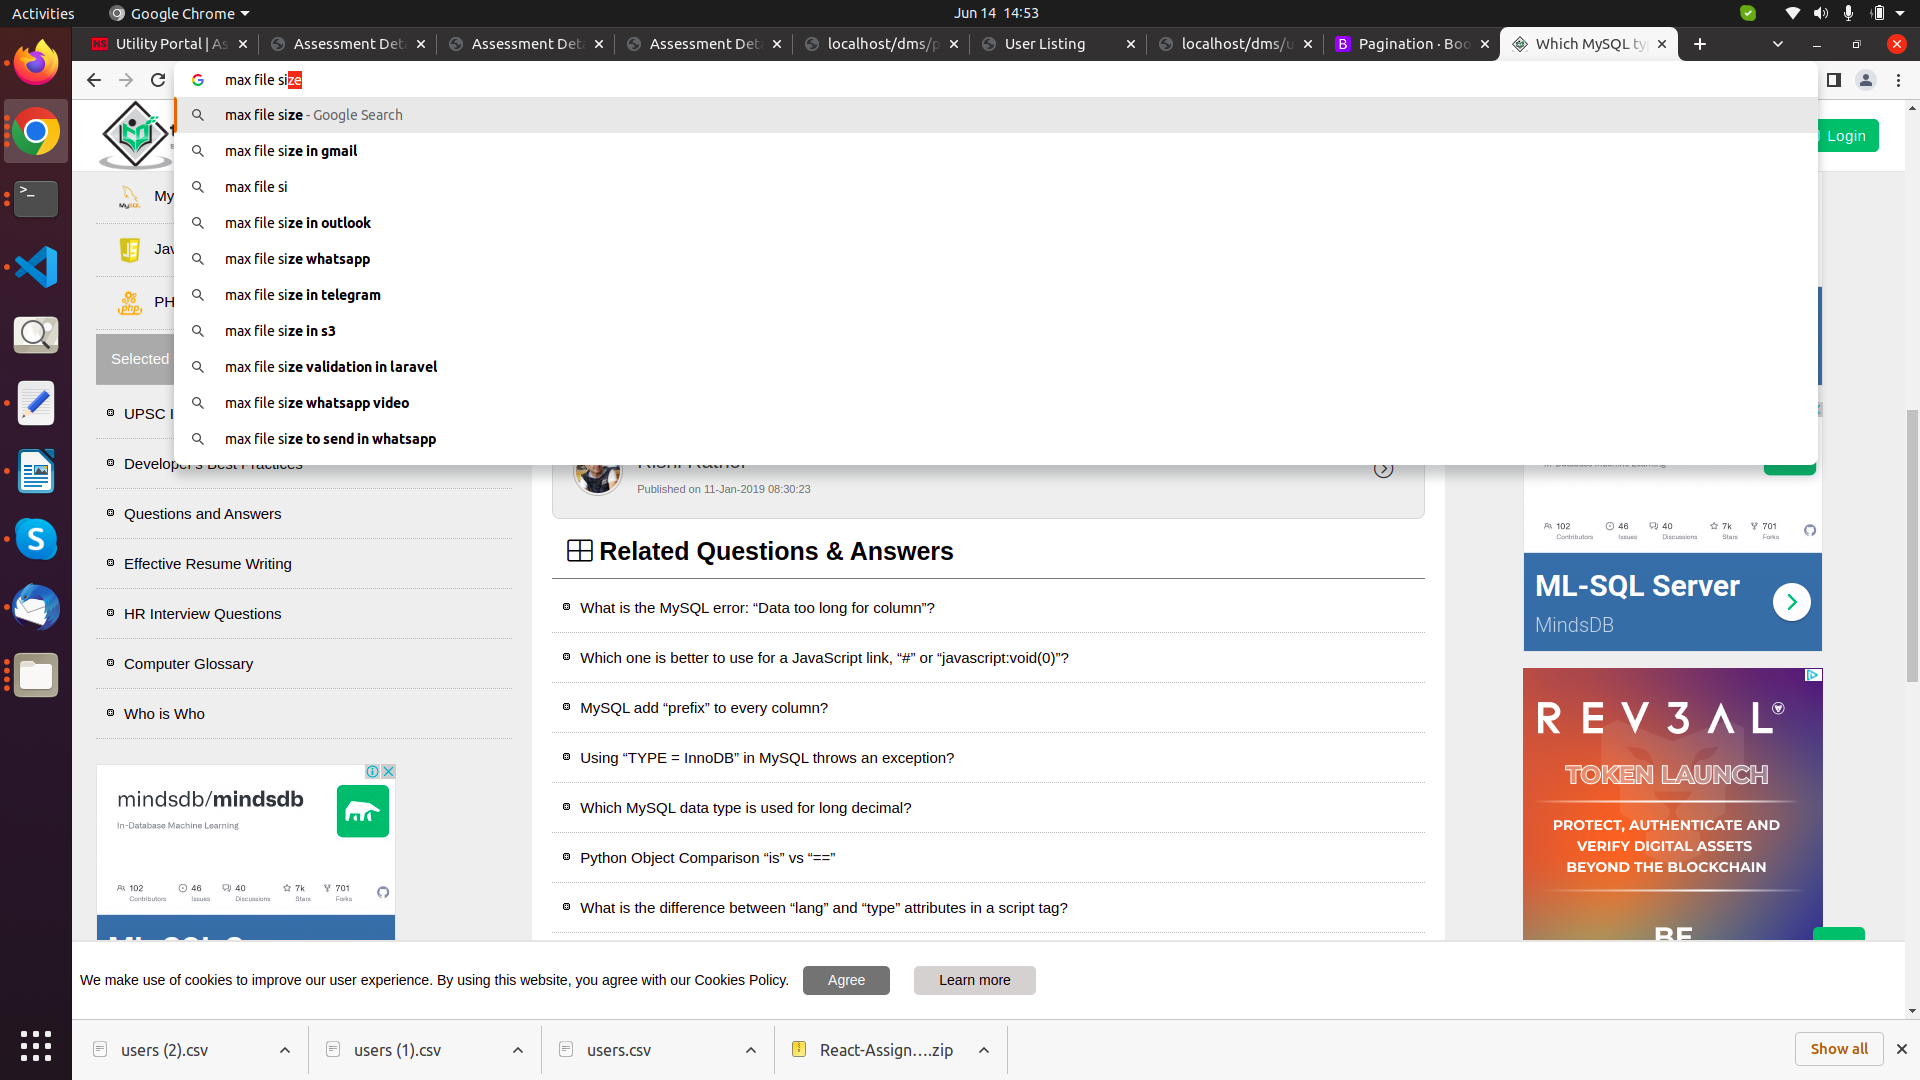 Activities
Google Chrome
Jun 14 14:53
Utility Portal | As
Assessment Deta
Assessment Deta
Assessment Deta
localhost/dms/p
User Listing
localhost/dms/u
Pagination · Boo
Which MySQL ty
max file size
max file size - Google Search
max file size in gmail
max file si
max file size in outlook
max file size whatsapp
max file size in telegram
max file size in s3
max file size validation in laravel
max file size whatsapp video
max file size to send in whatsapp
Login
My
Jav
PH
Selected
UPSC I
Developer's Best Practices
Questions and Answers
Effective Resume Writing
HR Interview Questions
Computer Glossary
Who is Who
mindsdb/mindsdb
In-Database Machine Learning
102 Contributors
46 Issues
40 Discussions
7k Stars
701 Forks
Published on 11-Jan-2019 08:30:23
Related Questions & Answers
What is the MySQL error: “Data too long for column”?
Which one is better to use for a JavaScript link, “#” or “javascript:void(0)”?
MySQL add “prefix” to every column?
Using “TYPE = InnoDB” in MySQL throws an exception?
Which MySQL data type is used for long decimal?
Python Object Comparison “is” vs “==”
What is the difference between “lang” and “type” attributes in a script tag?
102 Contributors
46 Issues
40 Discussions
7k Stars
701 Forks
ML-SQL Server
MindsDB
REV3AL
TOKEN LAUNCH
PROTECT, AUTHENTICATE AND
VERIFY DIGITAL ASSETS
BEYOND THE BLOCKCHAIN
BE
We make use of cookies to improve our user experience. By using this website, you agree with our Cookies Policy.
Agree
Learn more
users (2).csv
users (1).csv
users.csv
React-Assign….zip
Show all